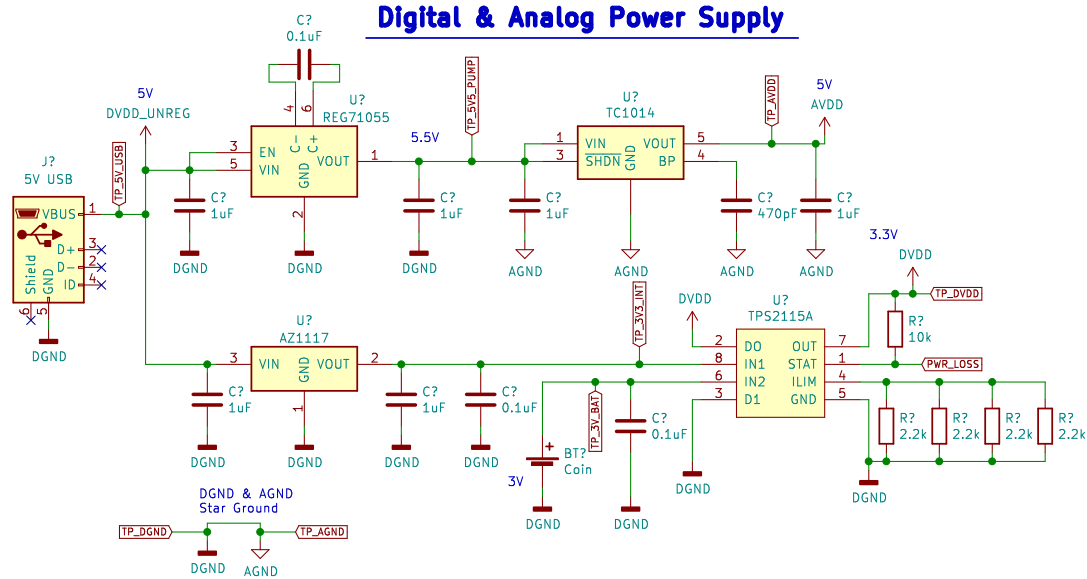 Digital & Analog Power Supply
C?
0.1uF
4
6
5V
DVDD_UNREG
U?
REG71055
3
5
EN
VIN
C-
C+
GND
VOUT
1
2
5.5V
TP_5V5_PUMP
U?
TC1014
1
3
VIN
SHDN
GND
VOUT
BP
5
4
TP_AVDD
5V
AVDD
J?
5V USB
TP_5V_USB
VBUS
D+
D-
ID
Shield
GND
1
3
2
4
6
5
DGND
C?
1uF
DGND
DGND
C?
1uF
DGND
C?
1uF
AGND
AGND
C?
470pF
AGND
C?
1uF
AGND
U?
AZ1117
3
VIN
GND
VOUT
2
1
C?
1uF
DGND
DGND
C?
1uF
DGND
C?
0.1uF
DGND
TP_3V3_INT
DVDD
U?
TPS2115A
2
8
6
3
DO
IN1
IN2
D1
OUT
STAT
ILIM
GND
7
1
4
5
3.3V
DVDD
TP_DVDD
R?
10k
PWR_LOSS
TP_3V_BAT
C?
0.1uF
DGND
BT?
Coin
3V
DGND
DGND
R?
2.2k
R?
2.2k
R?
2.2k
R?
2.2k
DGND
DGND & AGND
Star Ground
TP_DGND
TP_AGND
DGND
AGND